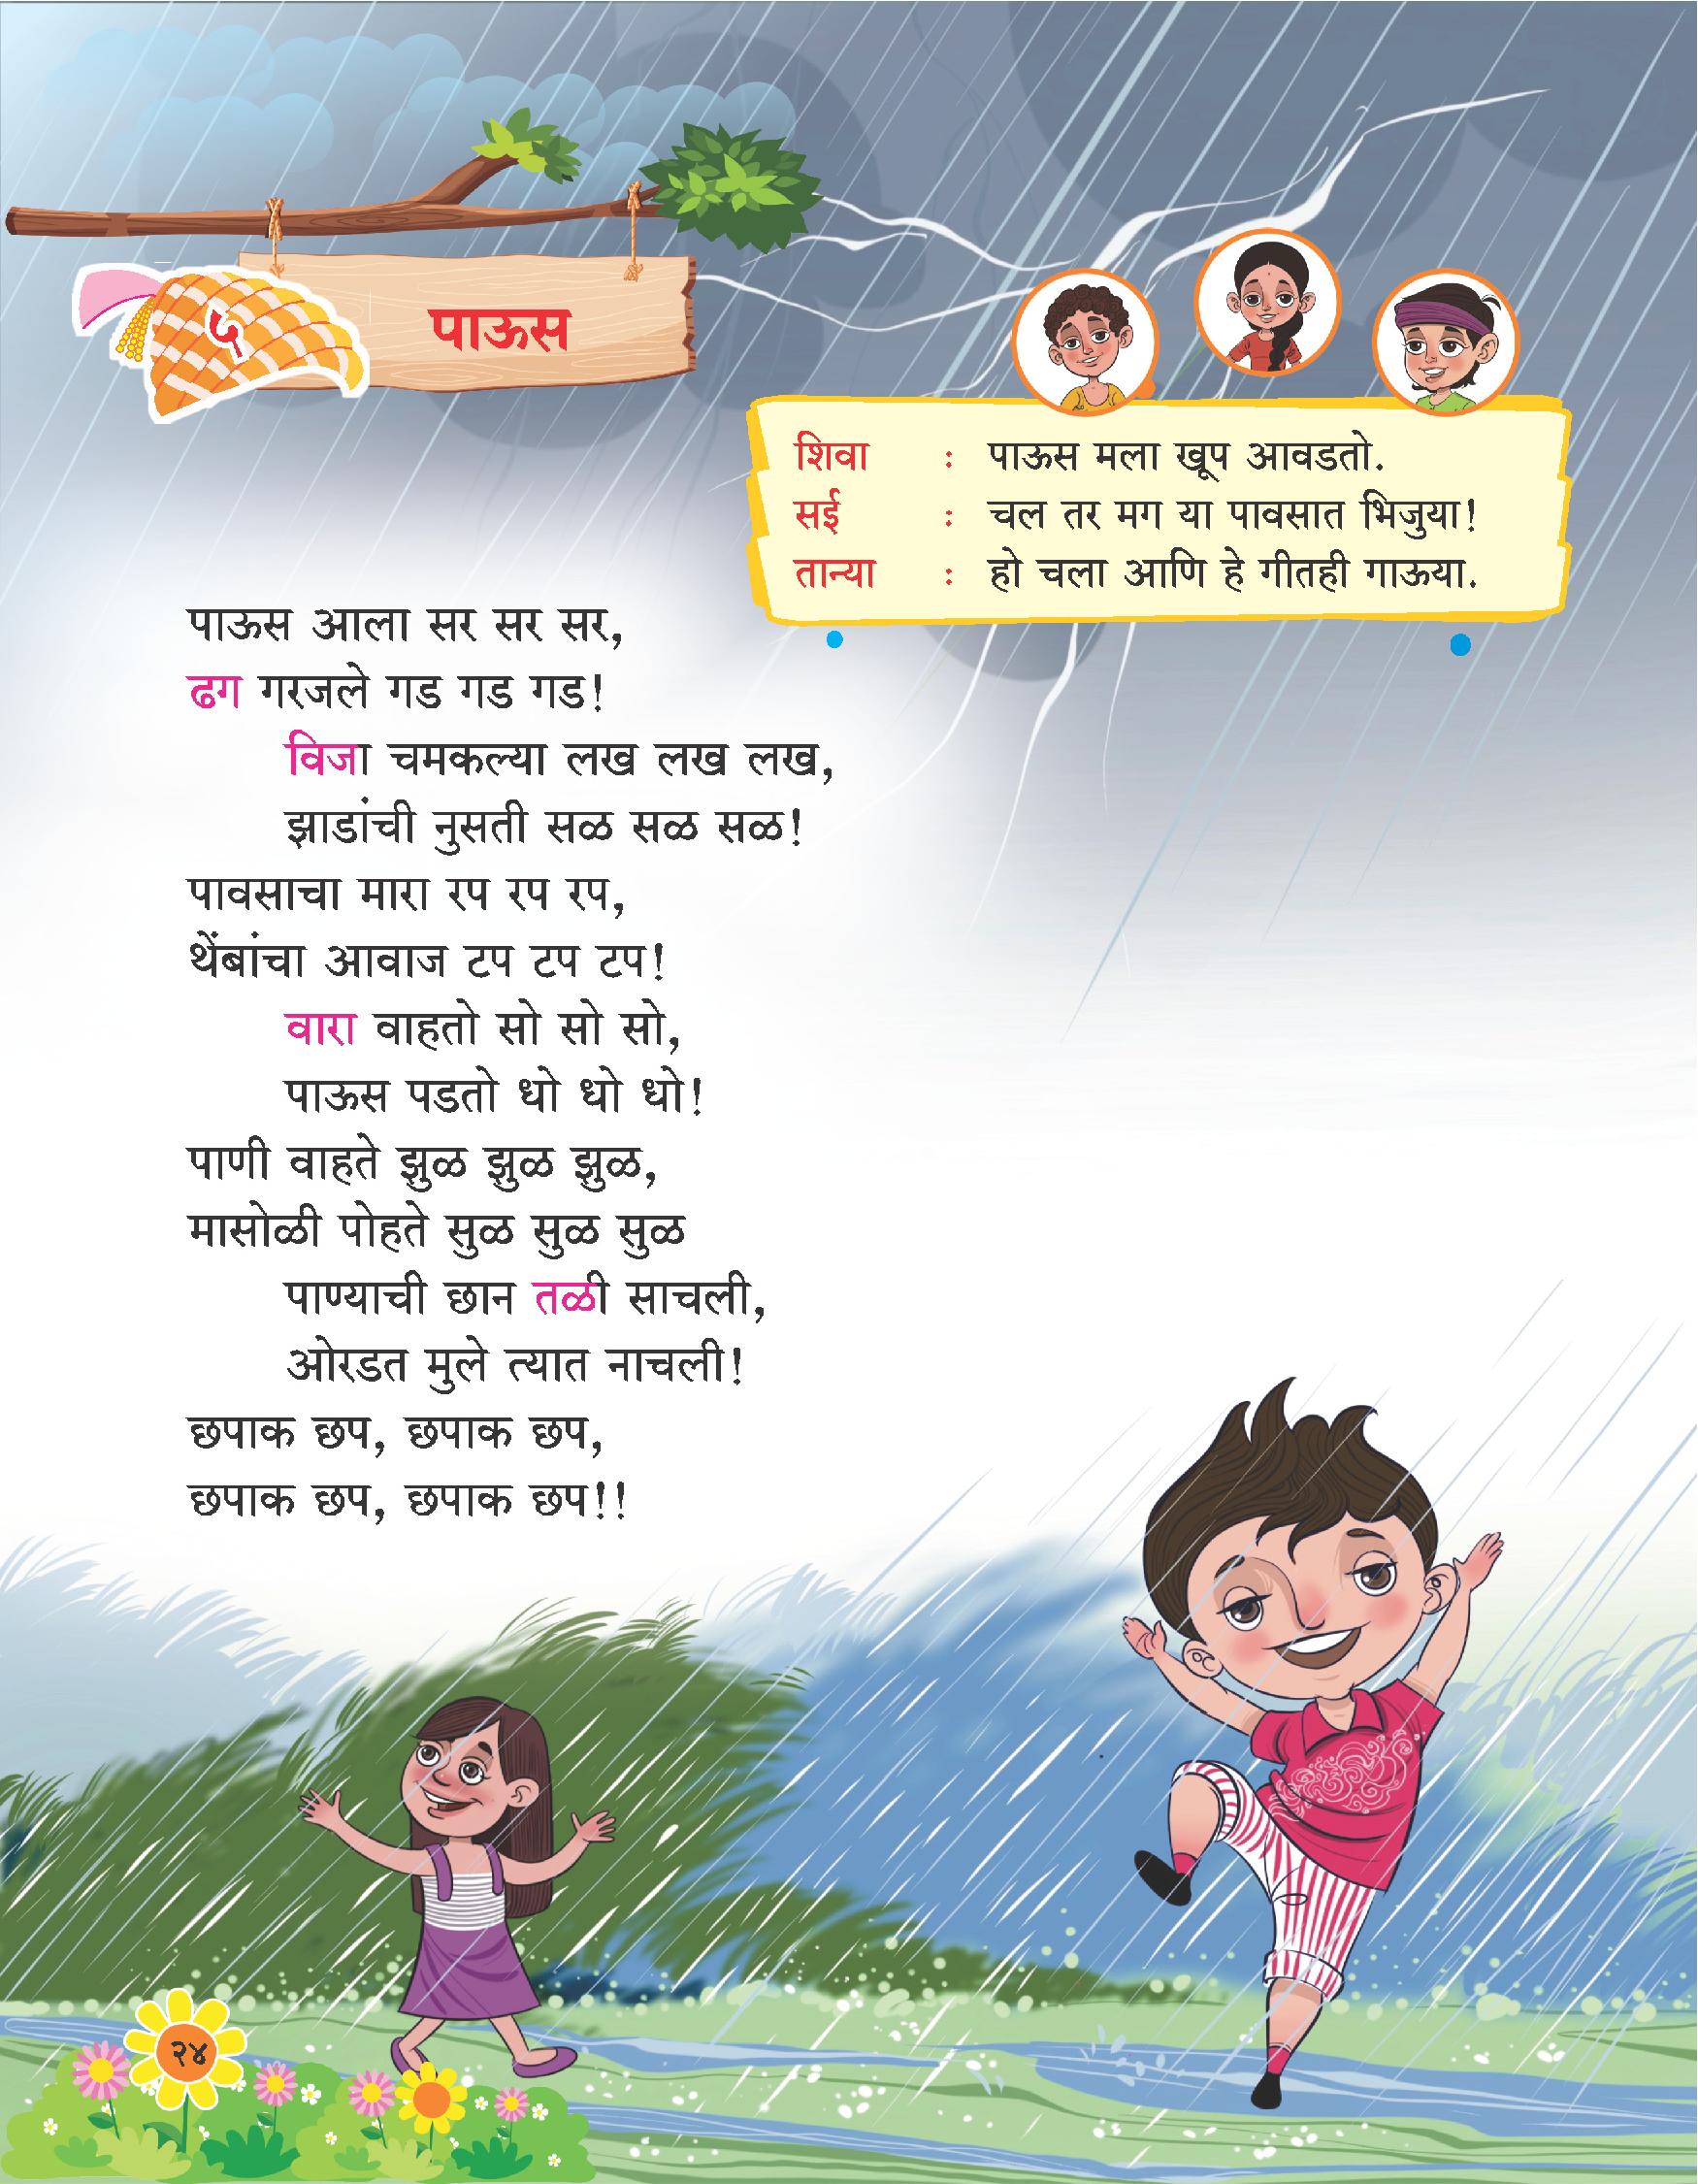 ५
पाऊस
शिवा : पाऊस मला खूप आवडतो.
सई : चल तर मग या पावसात भिजुया!
तान्या : हो चला आणि हे गीतही गाऊया.
पाऊस आला सर सर सर,
ढग गरजले गड गड गड!
विजा चमकल्या लख लख लख,
झाडांची नुसती सळ सळ सळ!
पावसाचा मारा रप रप रप,
थेंबांचा आवाज टप टप टप!
वारा वाहतो सो सो सो,
पाऊस पडतो धो धो धो!
पाणी वाहते झुळ झुळ झुळ,
मासोळी पोहते सुळ सुळ सुळ
पाण्याची छान तळी साचली,
ओरडत मुले त्यात नाचली!
छपाक छप, छपाक छप,
छपाक छप, छपाक छप!!
२४